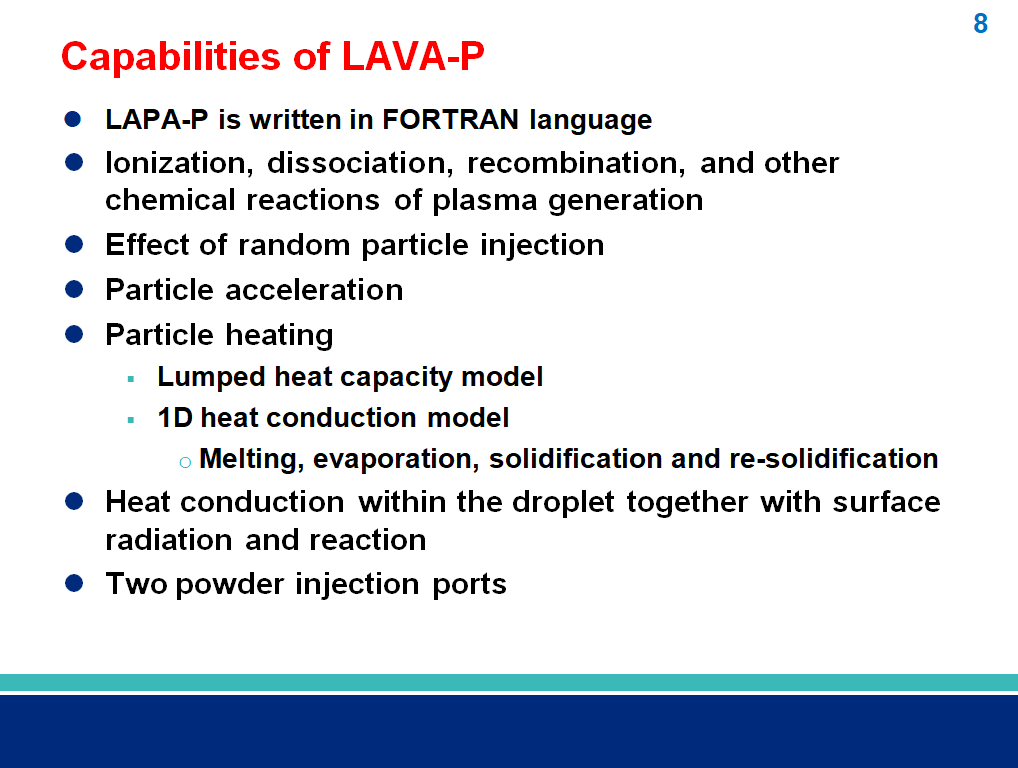 8
Capabilities of LAVA-P
LAPA-P is written in FORTRAN language
Ionization, dissociation, recombination, and other
chemical reactions of plasma generation
Effect of random particle injection
Particle acceleration
Particle heating
Lumped heat capacity model
1D heat conduction model
Melting, evaporation, solidification and re-solidification
Heat conduction within the droplet together with surface
radiation and reaction
Two powder injection ports